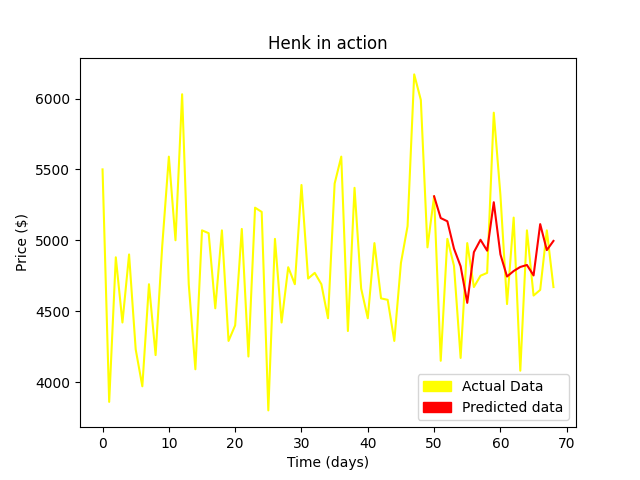 Henk in action
Price ($)
6000
5500
5000
4500
4000
0 10 20 30 40 50 60 70
Time (days)
Actual Data
Predicted data